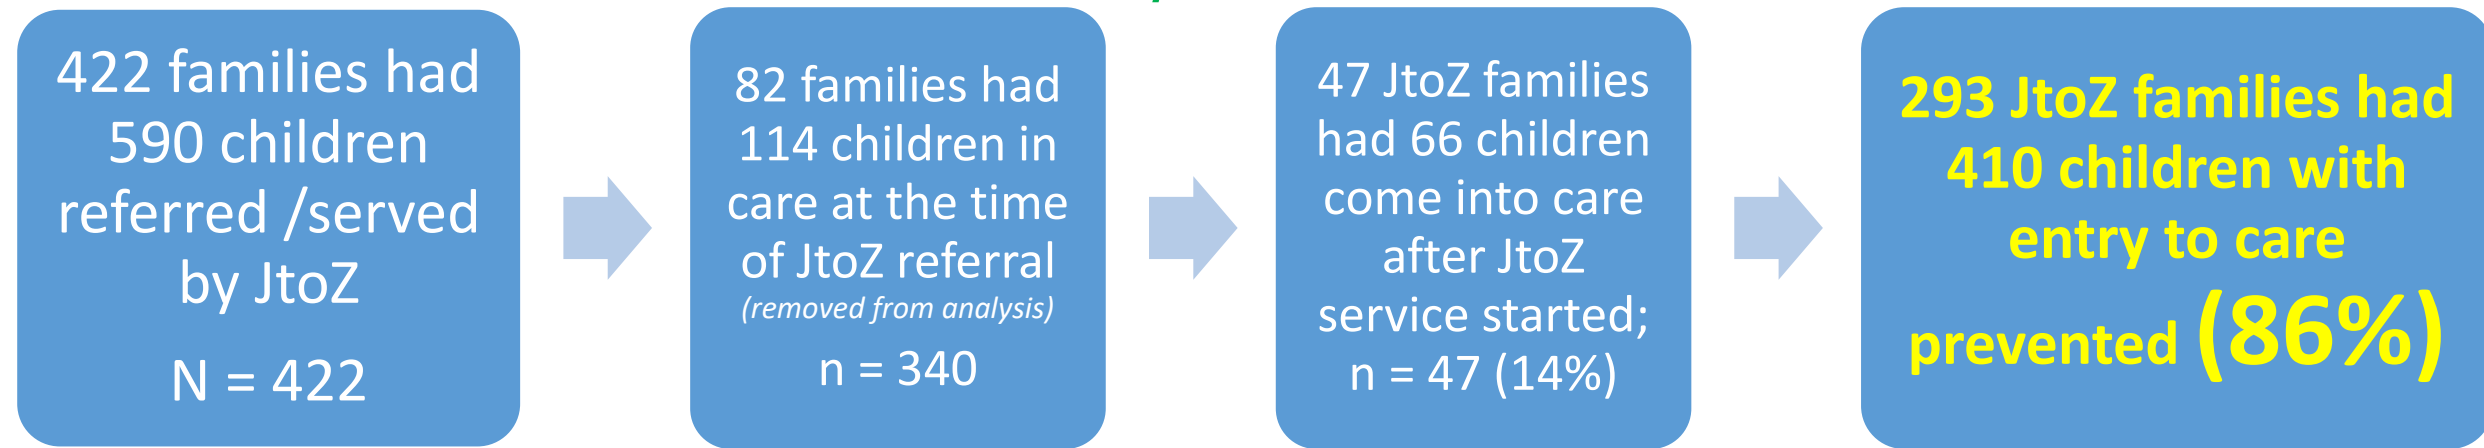 422 families had
590 children
referred /served
by JtoZ
N = 422
82 families had
114 children in
care at the time
of JtoZ referral
(removed from analysis)
n = 340
47 JtoZ families
had 66 children
come into care
after JtoZ
service started;
n = 47 (14%)
293 JtoZ families had
410 children with
entry to care
prevented (86%)